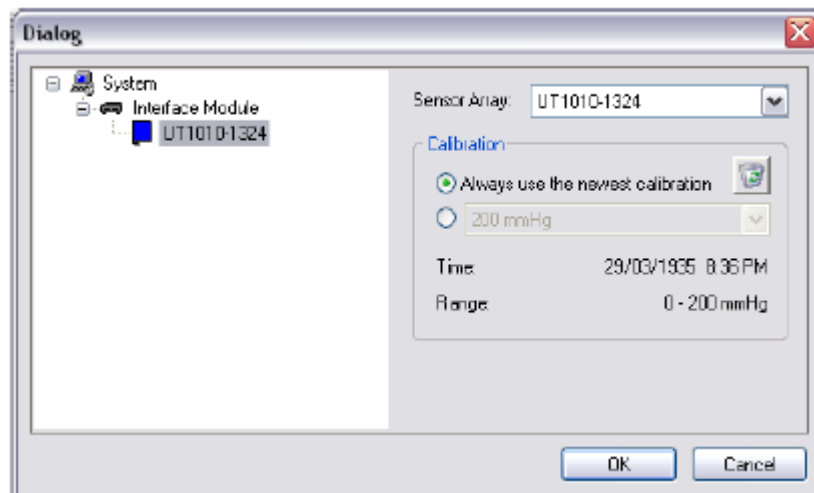 Dialog
System
Interface Module
UT1010-1324
Sensor Array: UT1010-1324
Calibration
Always use the newest calibration
200 mmHg
Time: 29/03/1935 8:36 PM
Range: 0 - 200 mmHg
OK Cancel